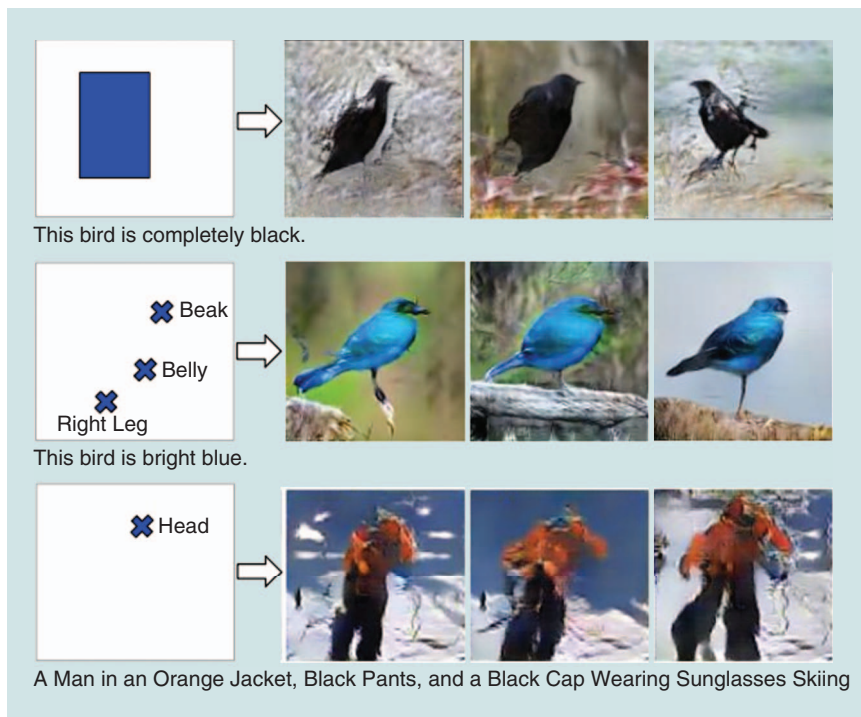 This bird is completely black.
Beak
Belly
Right Leg
This bird is bright blue.
Head
A Man in an Orange Jacket, Black Pants, and a Black Cap Wearing Sunglasses Skiing